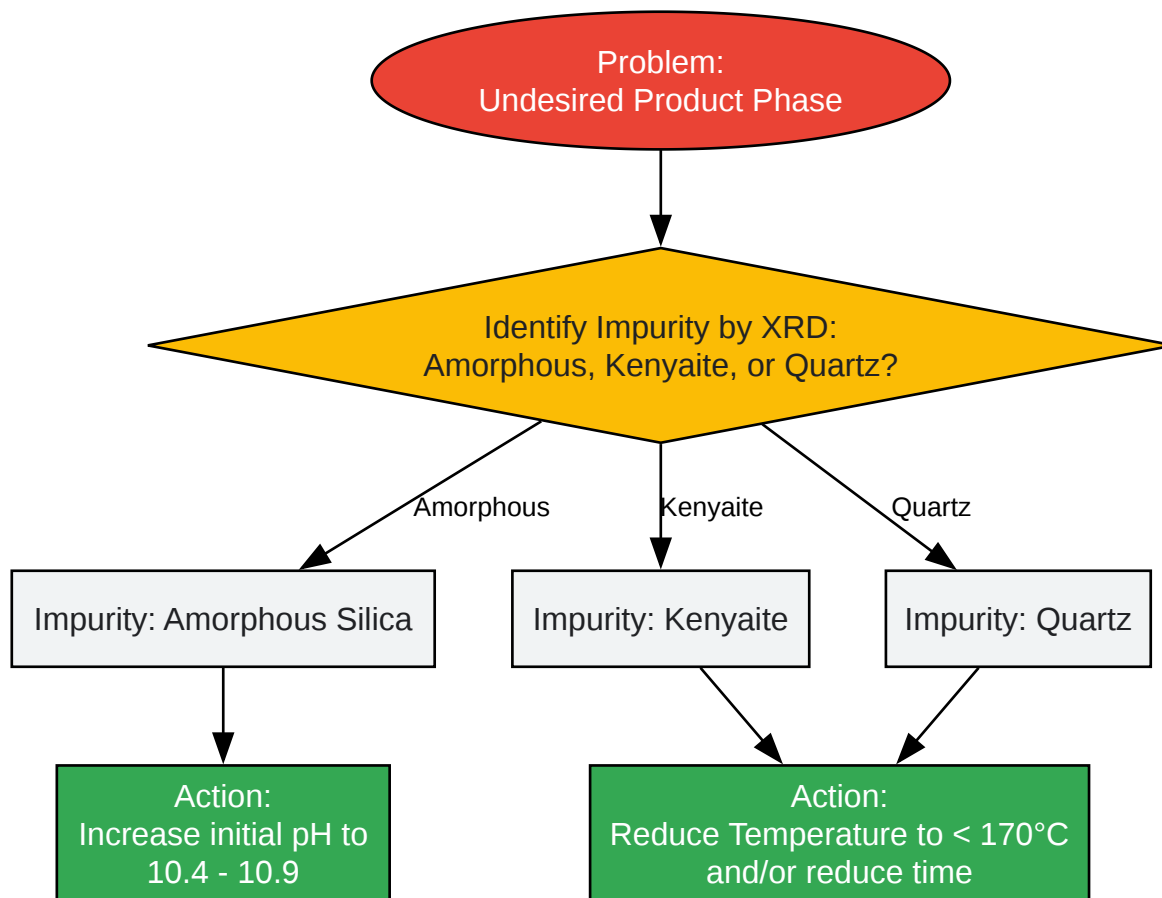 Problem:
Undesired Product Phase
Identify Impurity by XRD:
Amorphous, Kenyaite, or Quartz?
Amorphous
Kenyaite
Quartz
Impurity: Amorphous Silica
Impurity: Kenyaite
Impurity: Quartz
Action:
Increase initial pH to
10.4 - 10.9
Action:
Reduce Temperature to < 170°C
and/or reduce time